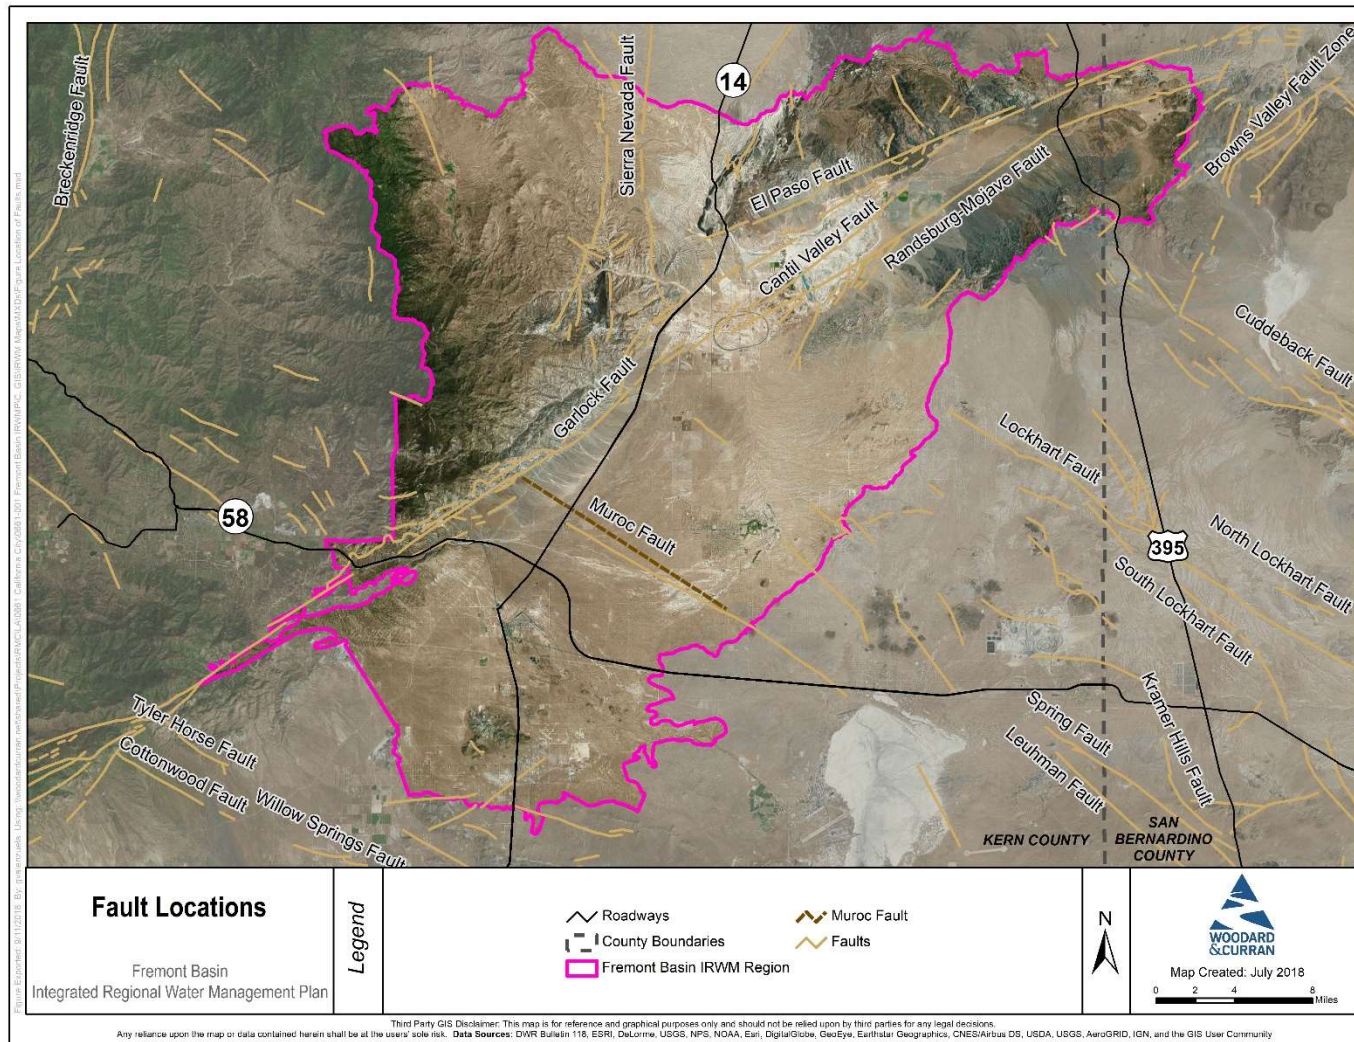 Breckenridge Fault
Sierra Nevada Fault
14
El Paso Fault
Cantil Valley Fault
Randsburg-Mojave Fault
Browns Valley Fault Zone
Cuddeback Fault
Garlock Fault
Lockhart Fault
58
Muroc Fault
395
North Lockhart Fault
South Lockhart Fault
Kramer Hills Fault
Spring Fault
Leuhman Fault
Tyler Horse Fault
Cottonwood Fault
Willow Springs Fault
KERN COUNTY
SAN
BERNARDINO
COUNTY
Fault Locations
Fremont Basin
Integrated Regional Water Management Plan
Legend
Roadways
County Boundaries
Fremont Basin IRWM Region
Muroc Fault
Faults
N
WOODARD
&CURRAN
Map Created: July 2018
0 2 4 8
Miles
Third Party GIS Disclaimer: This map is for reference and graphical purposes only and should not be relied upon by third parties for any legal decisions.
Any reliance upon the map or data contained herein shall be at the users' sole risk. Data Sources: DWR Bulletin 118, ESRI, DeLorme, USGS, NPS, NOAA, Esri, DigitalGlobe, GeoEye, Earthstar Geographics, CNES/Airbus DS, USDA, USGS, AeroGRID, IGN, and the GIS User Community